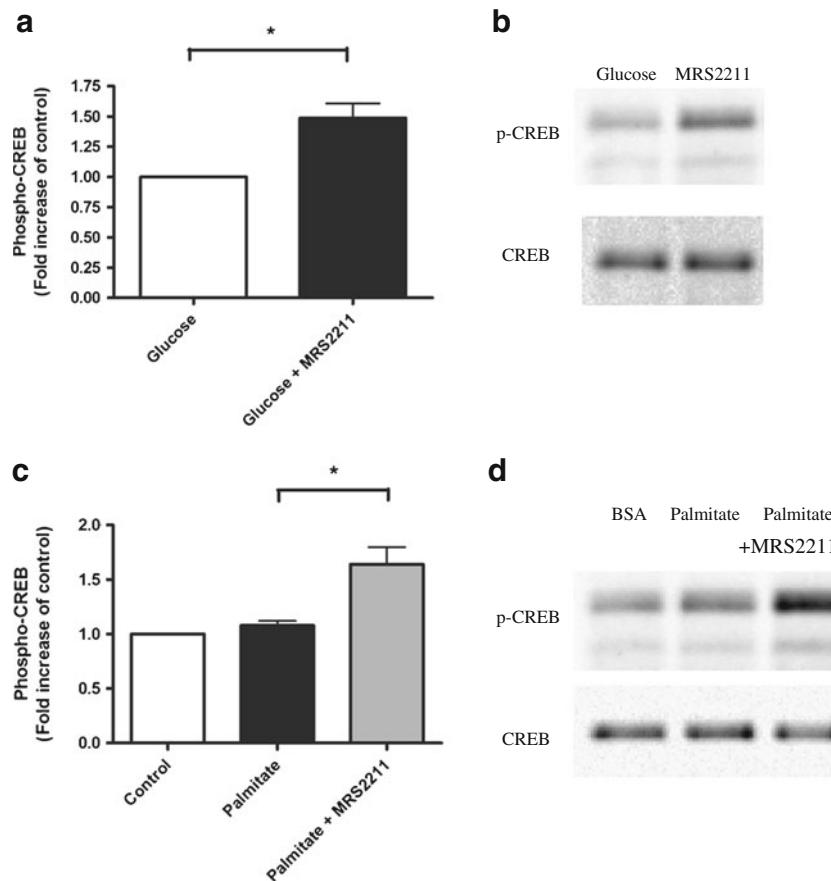 a
*
Phospho-CREB
(Fold increase of control)
1.75
1.50
1.25
1.00
0.75
0.50
0.25
0.00
Glucose
Glucose + MRS2211
b
Glucose MRS2211
p-CREB
CREB
c
*
Phospho-CREB
(Fold increase of control)
2.0
1.5
1.0
0.5
0.0
Control
Palmitate
Palmitate + MRS2211
d
BSA Palmitate Palmitate
+MRS2211
p-CREB
CREB